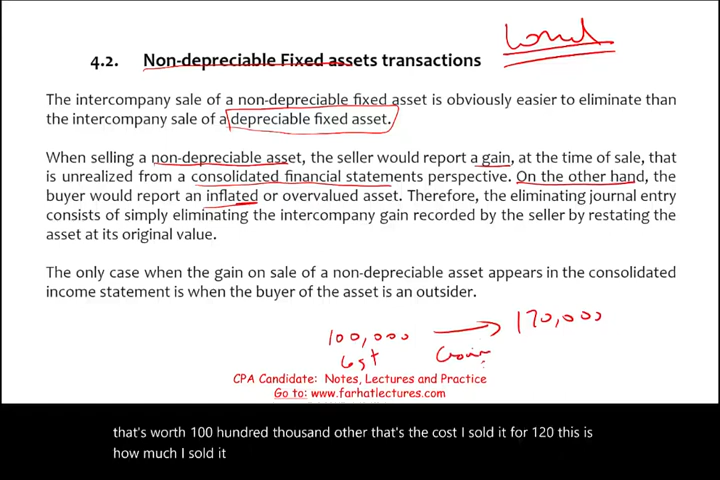 Land
4.2. Non-depreciable Fixed assets transactions
The intercompany sale of a non-depreciable fixed asset is obviously easier to eliminate than
the intercompany sale of a depreciable fixed asset.
When selling a non-depreciable asset, the seller would report a gain, at the time of sale, that
is unrealized from a consolidated financial statements perspective. On the other hand, the
buyer would report an inflated or overvalued asset. Therefore, the eliminating journal entry
consists of simply eliminating the intercompany gain recorded by the seller by restating the
asset at its original value.
The only case when the gain on sale of a non-depreciable asset appears in the consolidated
income statement is when the buyer of the asset is an outsider.
100,000 120,000
Cost Gain
CPA Candidate: Notes, Lectures and Practice
Go to: www.farhatlectures.com
that's worth 100 hundred thousand other that's the cost I sold it for 120 this is
how much I sold it